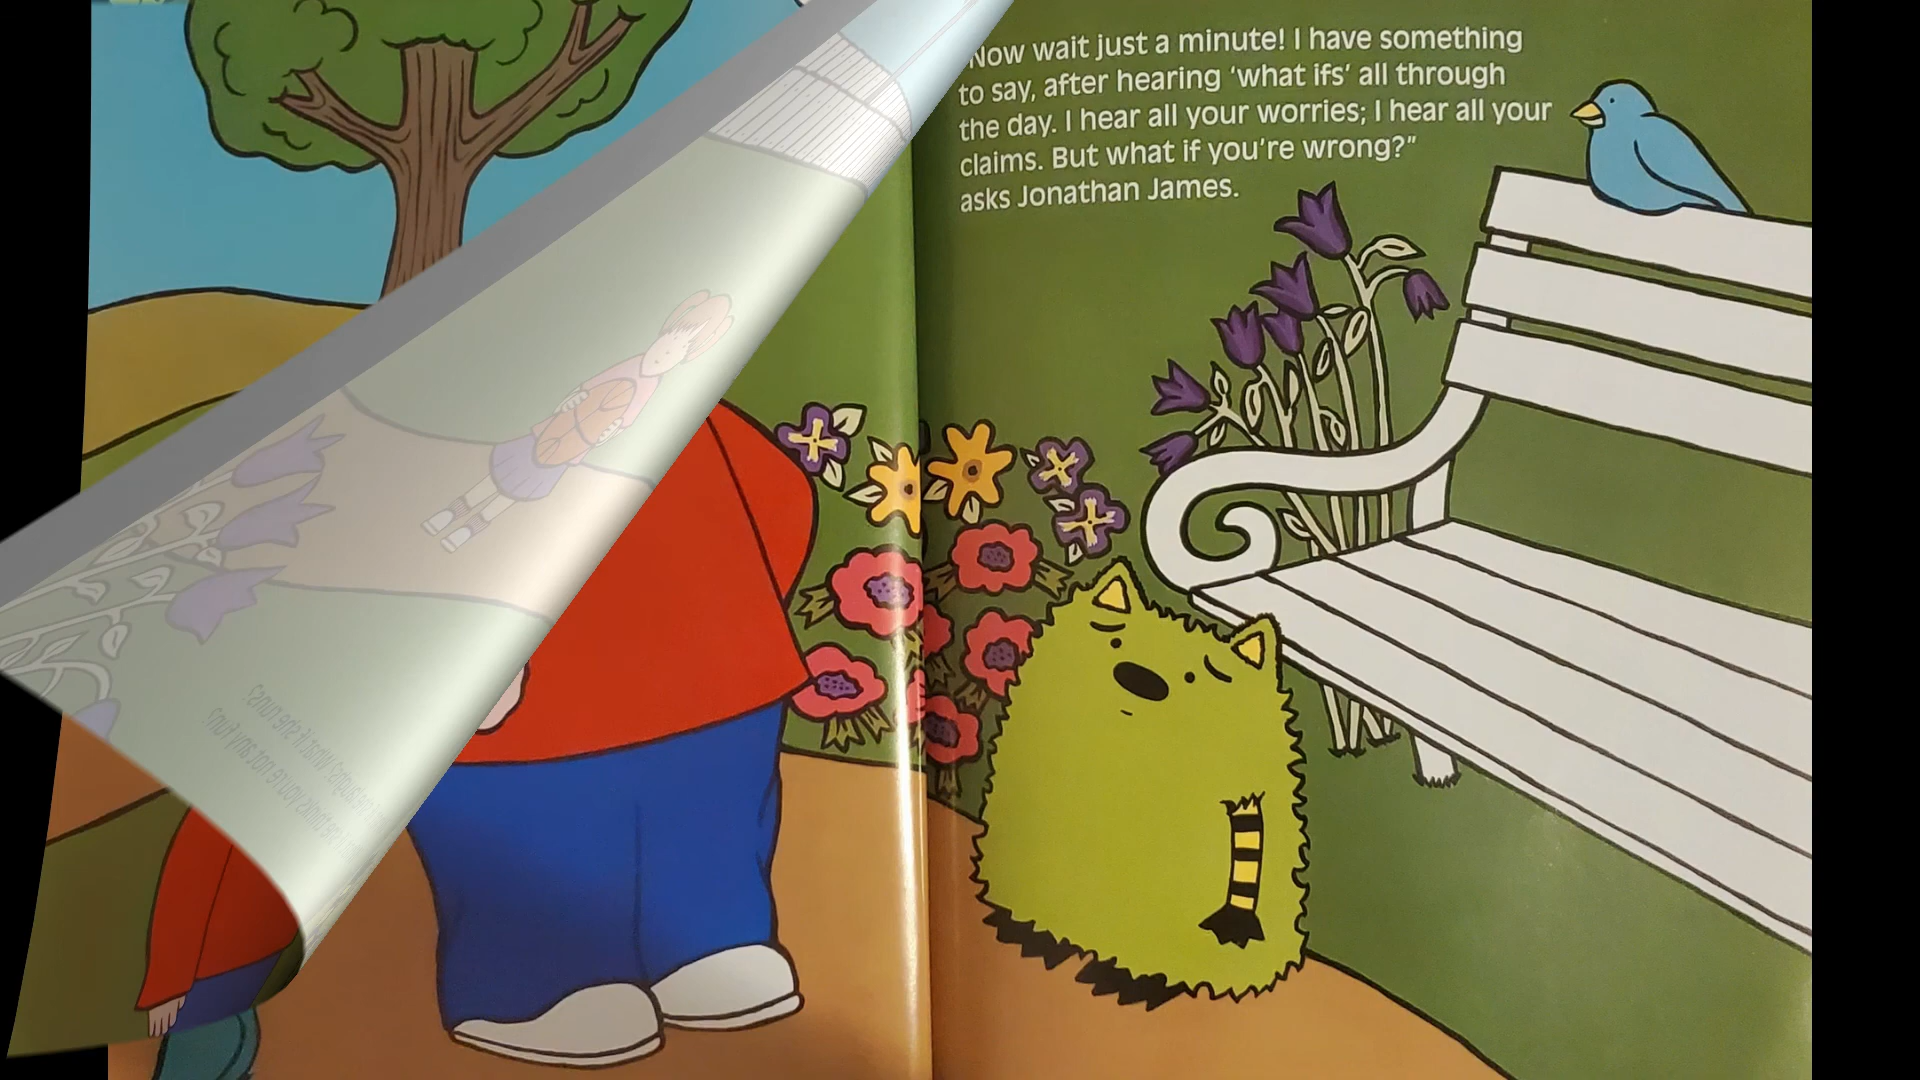 "Now wait just a minute! I have something
to say, after hearing ‘what ifs’ all through
the day. I hear all your worries; I hear all your
claims. But what if you're wrong?”
asks Jonathan James.